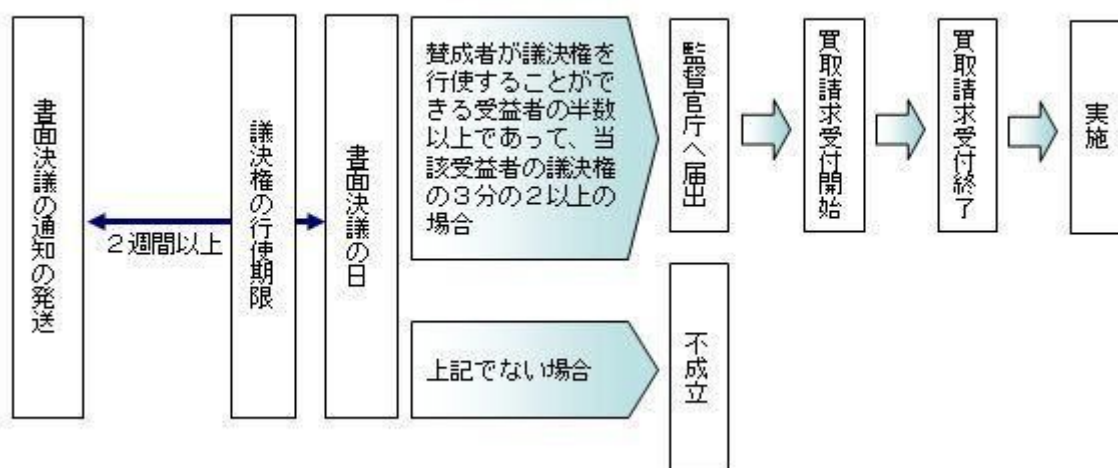 書面決議の通知の発送
２週間以上
議決権の行使期限
書面決議の日
賛成者が議決権を
行使することがで
きる受益者の半数
以上であって、当
該受益者の議決権
の３分の２以上の
場合
監督官庁へ届出
買取請求受付開始
買取請求受付終了
実施
上記でない場合
不成立